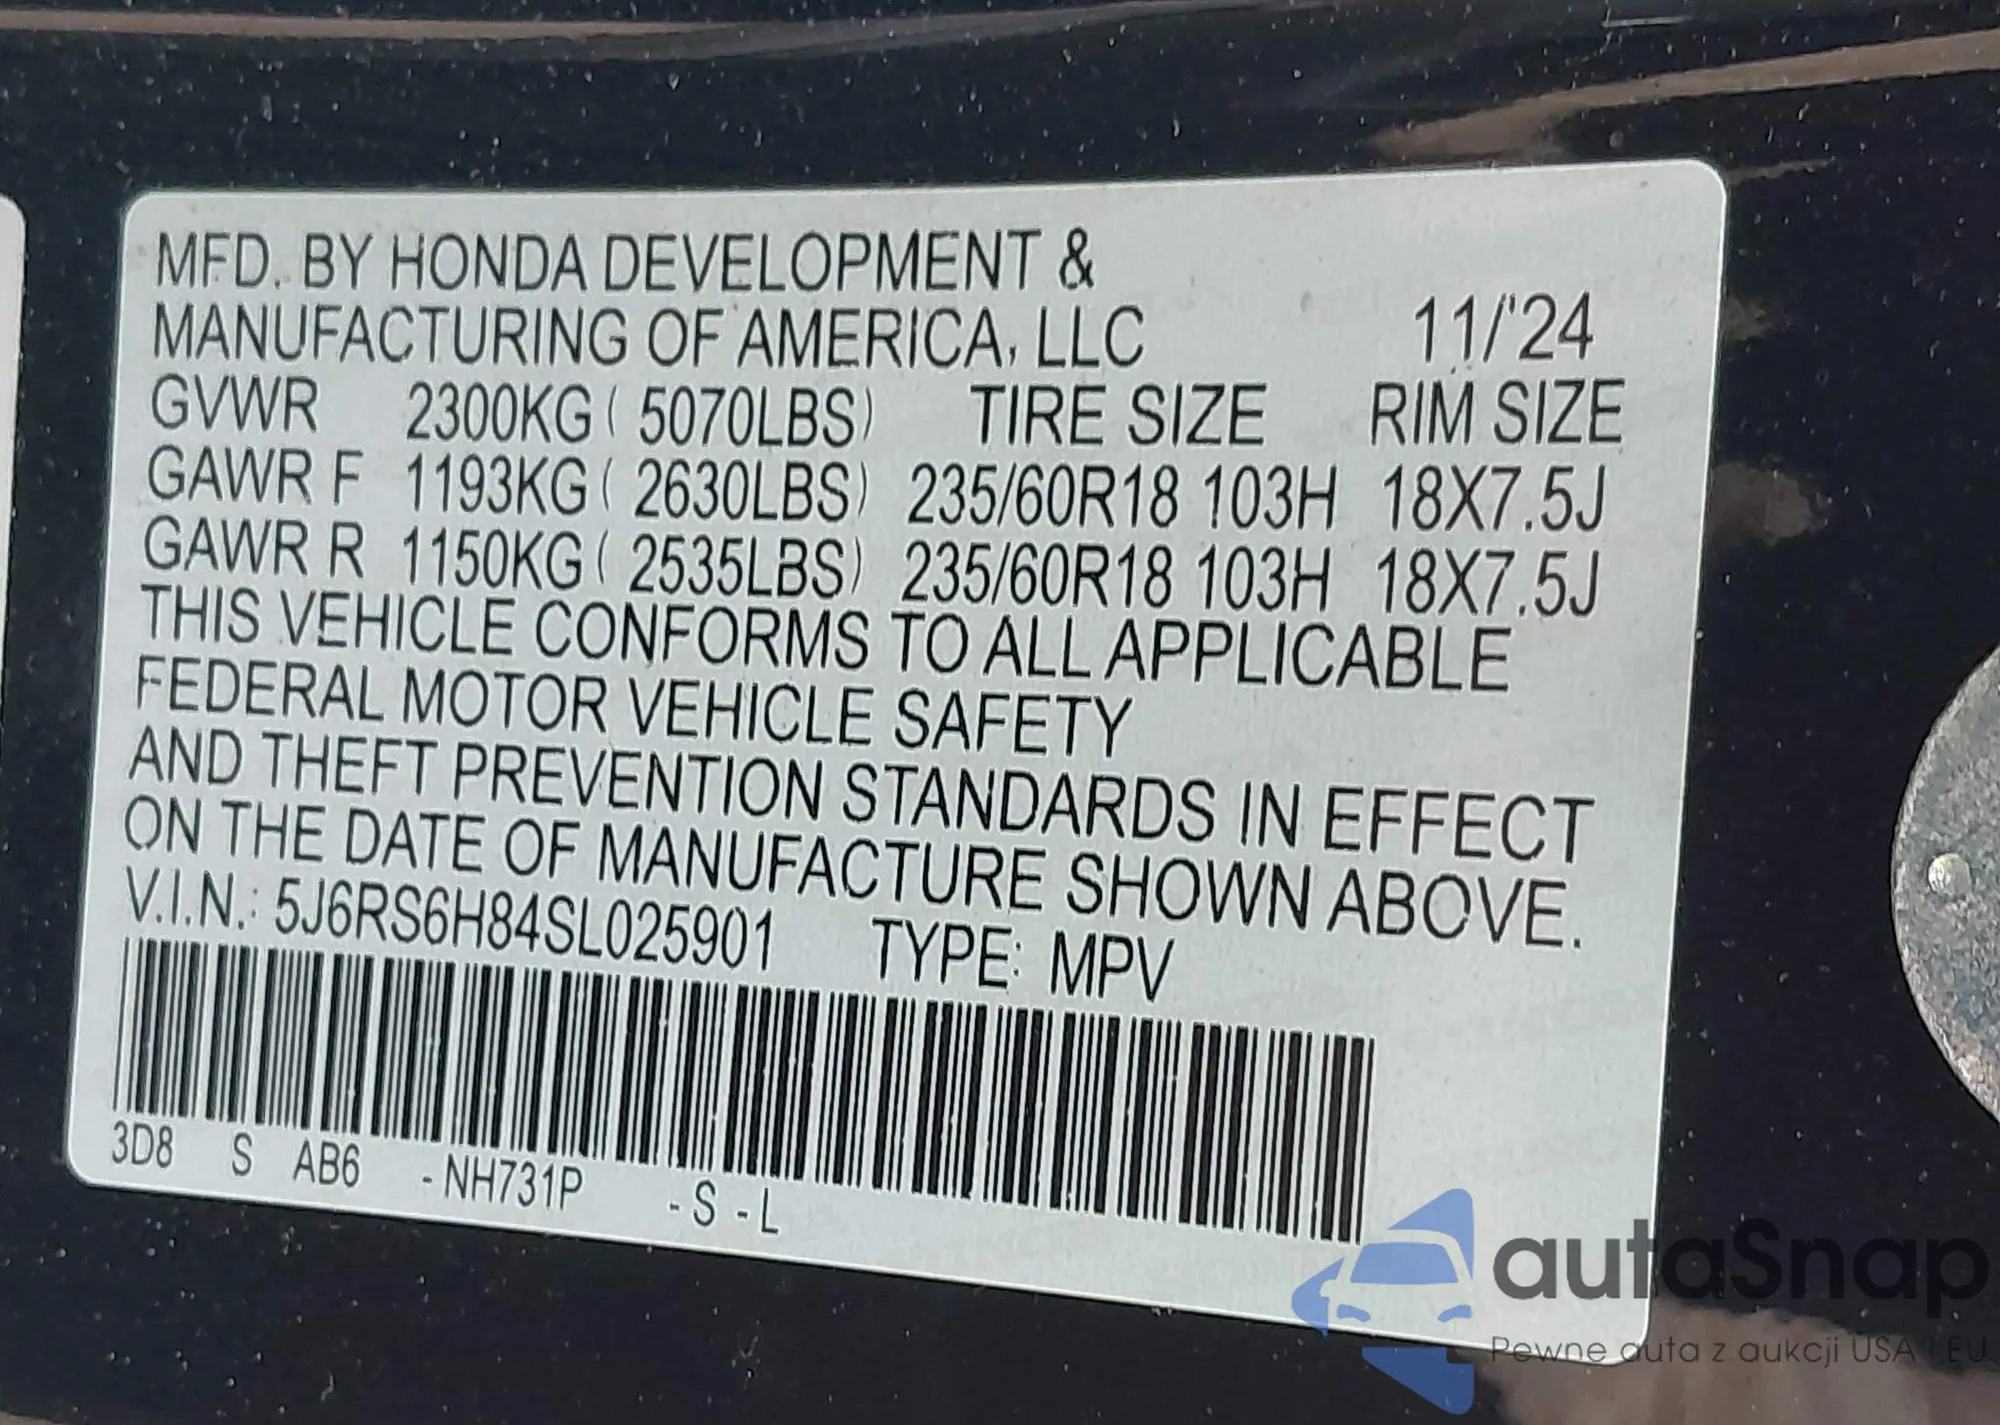 MFD. BY HONDA DEVELOPMENT &
MANUFACTURING OF AMERICA, LLC 11/'24
GVWR 2300KG ( 5070LBS) TIRE SIZE RIM SIZE
GAWR F 1193KG ( 2630LBS) 235/60R18 103H 18X7.5J
GAWR R 1150KG ( 2535LBS) 235/60R18 103H 18X7.5J
THIS VEHICLE CONFORMS TO ALL APPLICABLE
FEDERAL MOTOR VEHICLE SAFETY
AND THEFT PREVENTION STANDARDS IN EFFECT
ON THE DATE OF MANUFACTURE SHOWN ABOVE.
V.I.N.: 5J6RS6H84SL025901 TYPE: MPV
3D8 S AB6 -NH731P -S-L
autaSnap
Pewne auta z aukcji USA i EU